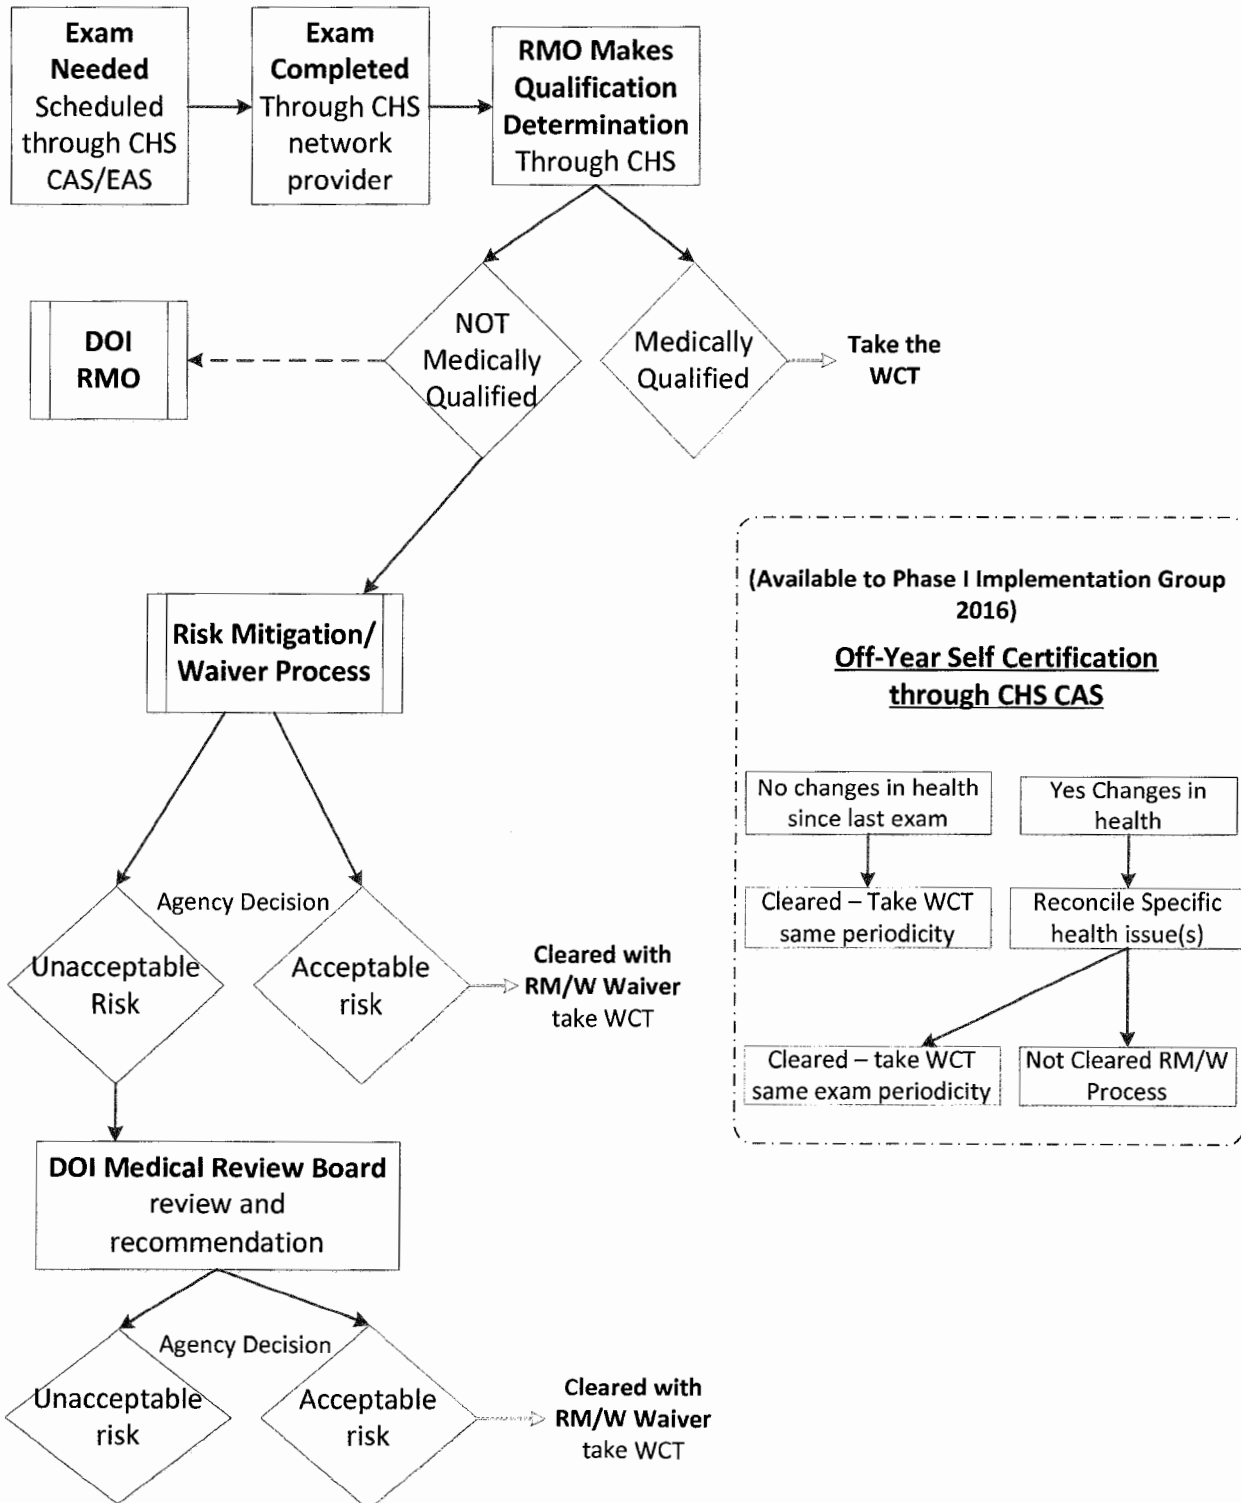 Exam
Needed
Scheduled
through CHS
CAS/EAS
Exam
Completed
Through CHS
network
provider
RMO Makes
Qualification
Determination
Through CHS
DOI
RMO
NOT
Medically
Qualified
Medically
Qualified
Take the
WCT
Risk Mitigation/
Waiver Process
Agency Decision
Unacceptable
Risk
Acceptable
risk
Cleared with
RM/W Waiver
take WCT
DOI Medical Review Board
review and
recommendation
Agency Decision
Unacceptable
risk
Acceptable
risk
Cleared with
RM/W Waiver
take WCT
(Available to Phase I Implementation Group
2016)
Off-Year Self Certification
through CHS CAS
No changes in health
since last exam
Yes Changes in
health
Cleared – Take WCT
same periodicity
Reconcile Specific
health issue(s)
Cleared – take WCT
same exam periodicity
Not Cleared RM/W
Process